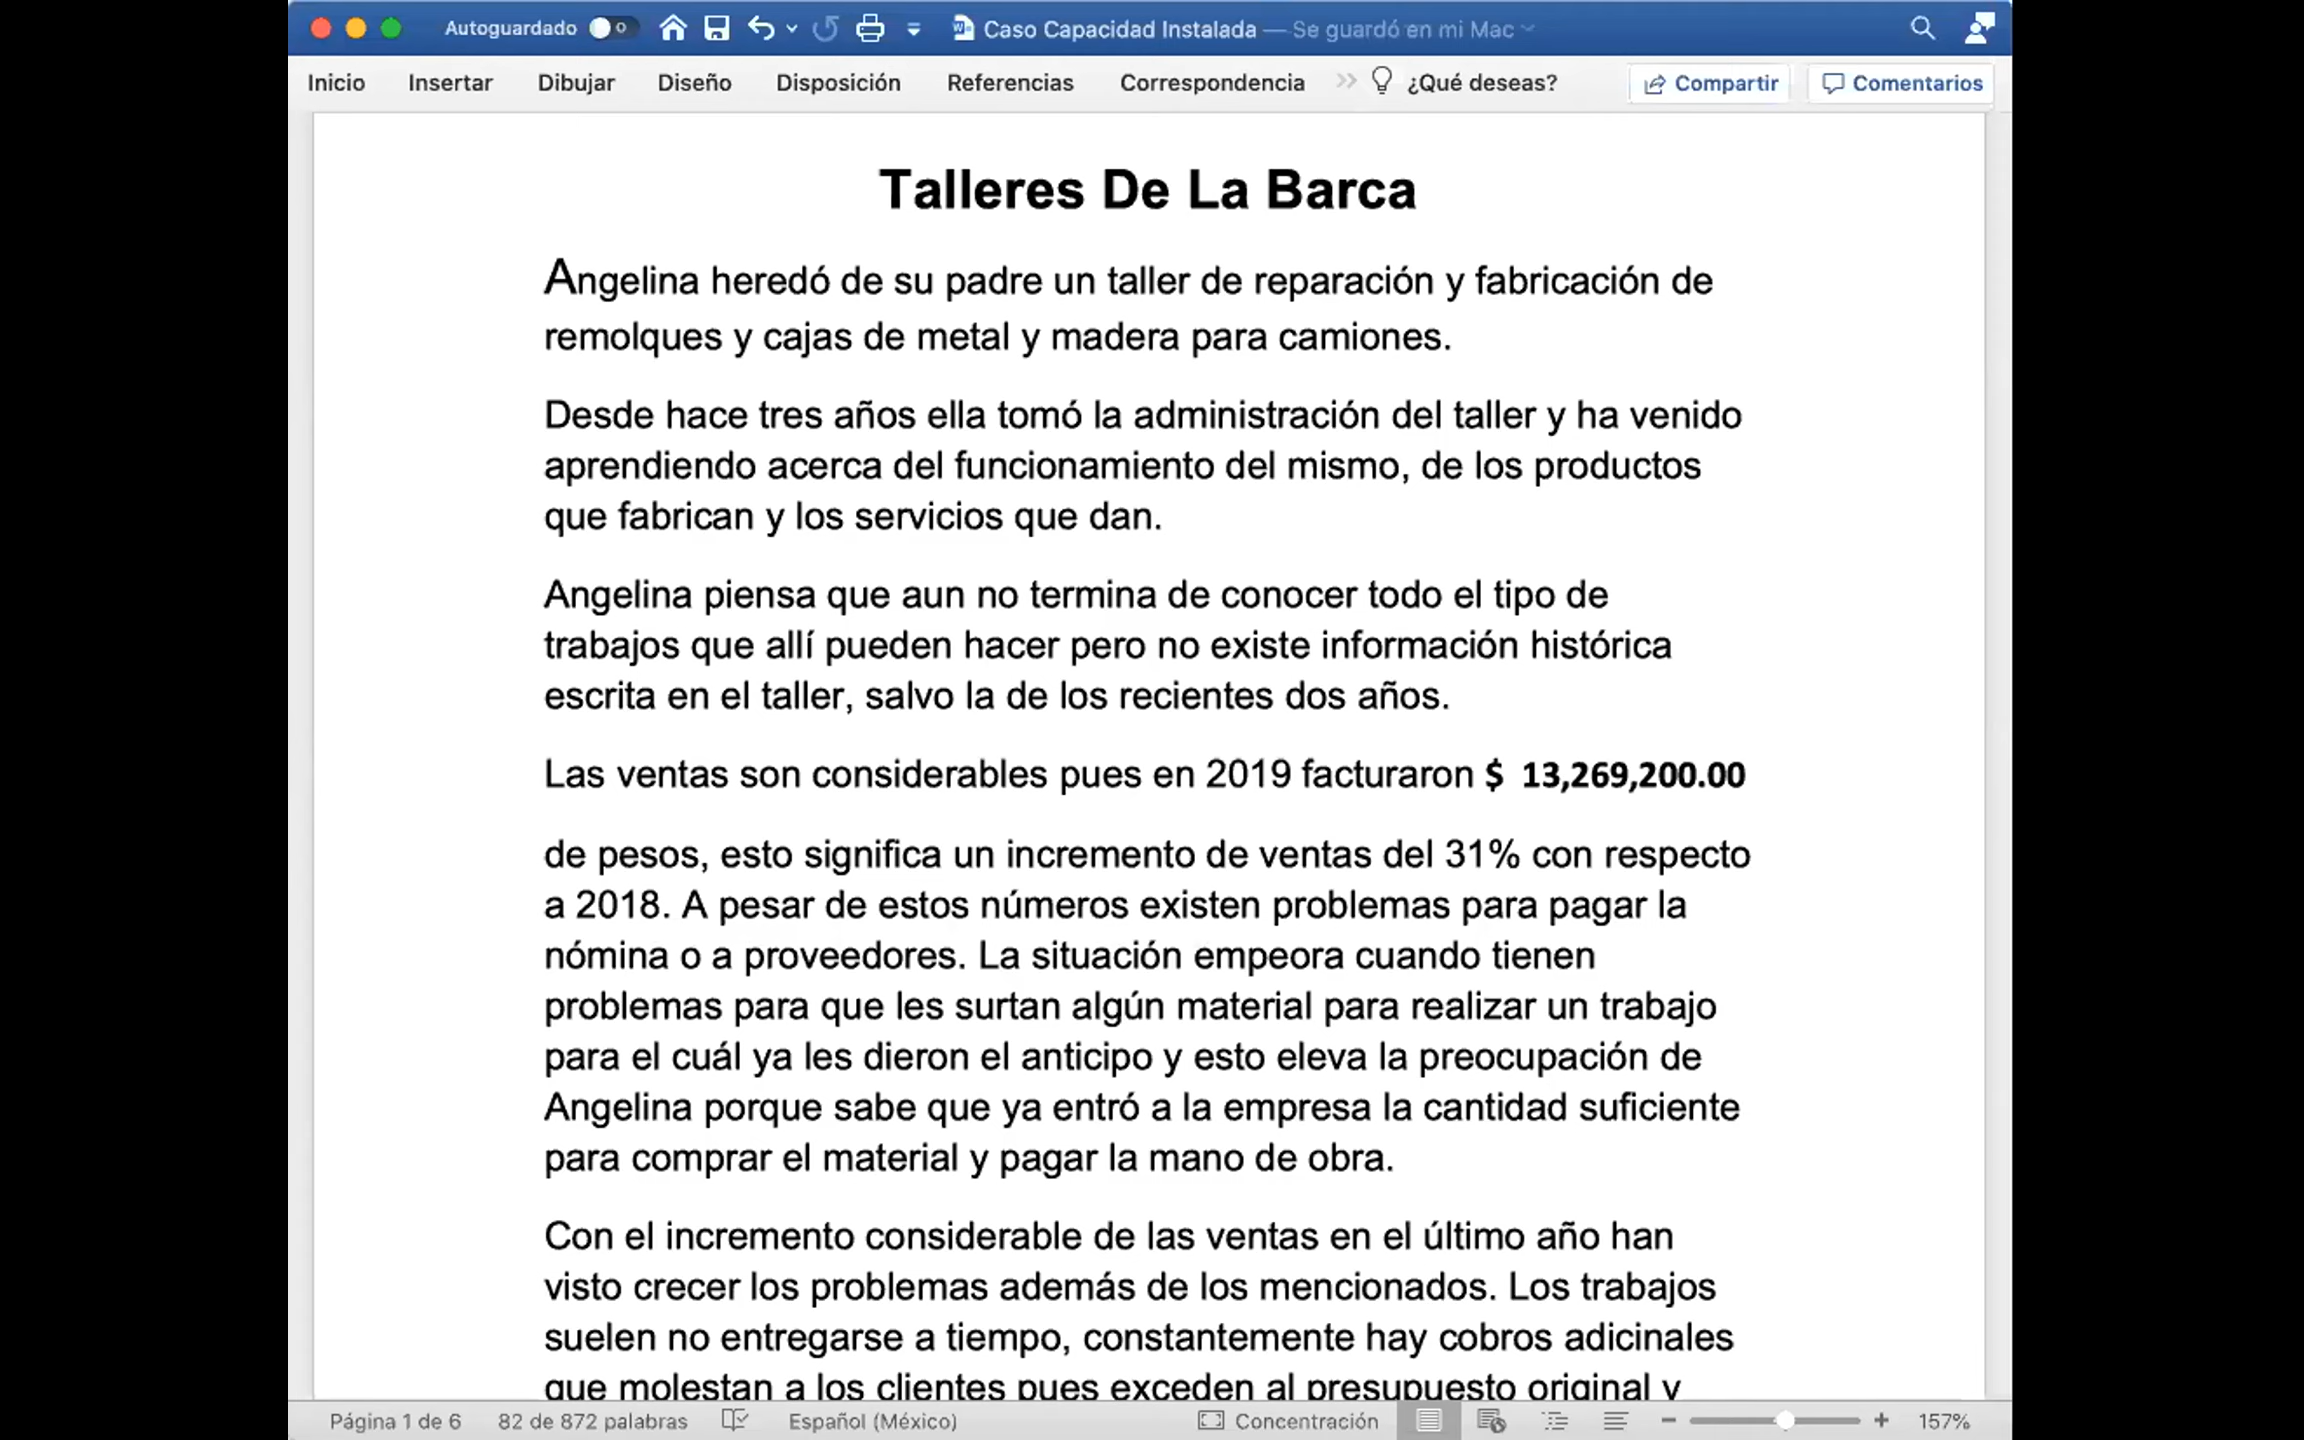 Autoguardado
Caso Capacidad Instalada — Se guardó en mi Mac
Inicio Insertar Dibujar Diseño Disposición Referencias Correspondencia ¿Qué deseas? Compartir Comentarios
Talleres De La Barca
Angelina heredó de su padre un taller de reparación y fabricación de
remolques y cajas de metal y madera para camiones.
Desde hace tres años ella tomó la administración del taller y ha venido
aprendiendo acerca del funcionamiento del mismo, de los productos
que fabrican y los servicios que dan.
Angelina piensa que aun no termina de conocer todo el tipo de
trabajos que allí pueden hacer pero no existe información histórica
escrita en el taller, salvo la de los recientes dos años.
Las ventas son considerables pues en 2019 facturaron $ 13,269,200.00
de pesos, esto significa un incremento de ventas del 31% con respecto
a 2018. A pesar de estos números existen problemas para pagar la
nómina o a proveedores. La situación empeora cuando tienen
problemas para que les surtan algún material para realizar un trabajo
para el cuál ya les dieron el anticipo y esto eleva la preocupación de
Angelina porque sabe que ya entró a la empresa la cantidad suficiente
para comprar el material y pagar la mano de obra.
Con el incremento considerable de las ventas en el último año han
visto crecer los problemas además de los mencionados. Los trabajos
suelen no entregarse a tiempo, constantemente hay cobros adicinales
que molestan a los clientes pues exceden al presupuesto original y
Página 1 de 6 82 de 872 palabras Español (México) Concentración 157%